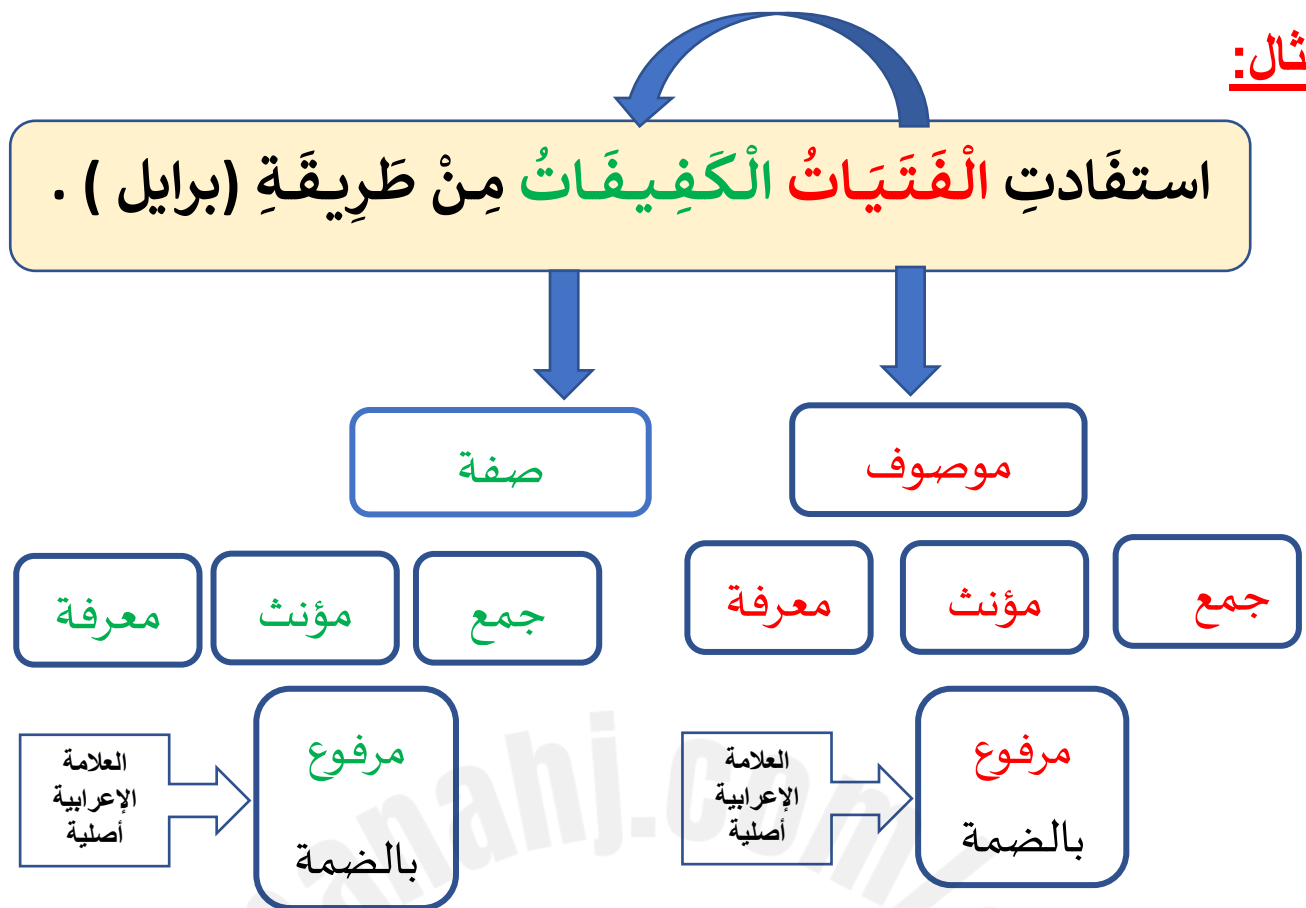 ثال:
استفَادتِ الْفَتَيَاتُ الْكَفِيفَاتُ مِنْ طَرِيقَةِ (برايل ) .
موصوف
صفة
جمع
مؤنث
معرفة
جمع
مؤنث
معرفة
مرفوع
بالضمة
العلامة
الإعرابية
أصلية
مرفوع
بالضمة
العلامة
الإعرابية
أصلية